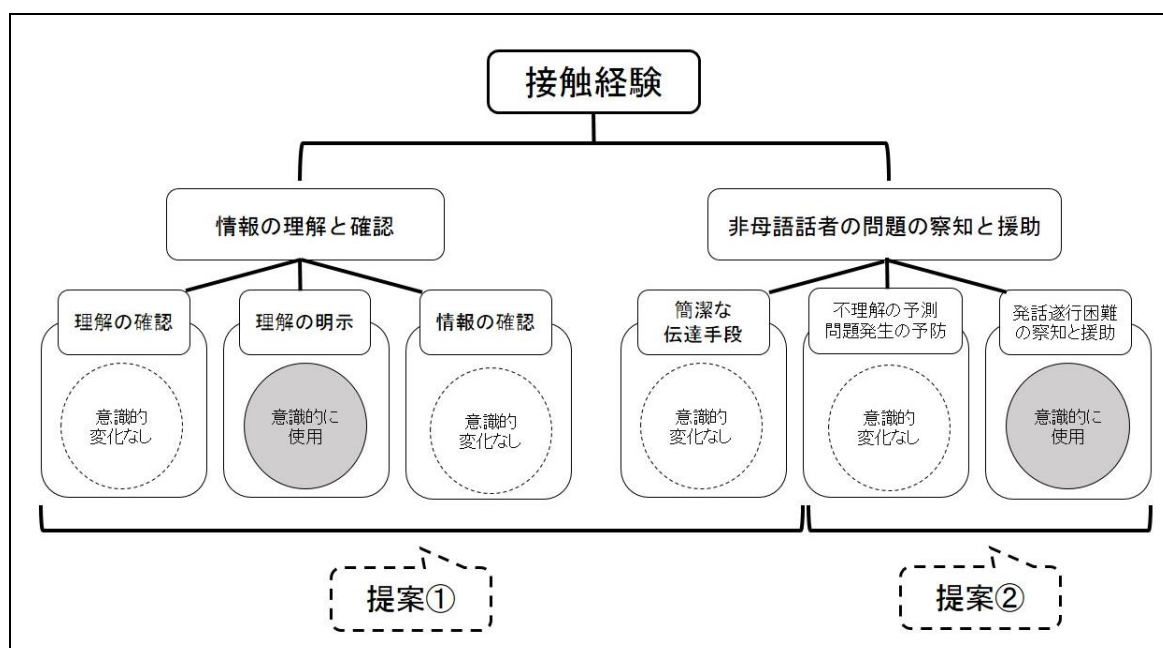 接触経験
情報の理解と確認
非母語話者の問題の察知と援助
理解の確認
理解の明示
情報の確認
簡潔な
伝達手段
不理解の予測
問題発生の予防
発話遂行困難
の察知と援助
意識的
変化なし
意識的に
使用
意識的
変化なし
意識的
変化なし
意識的
変化なし
意識的に
使用
提案①
提案②